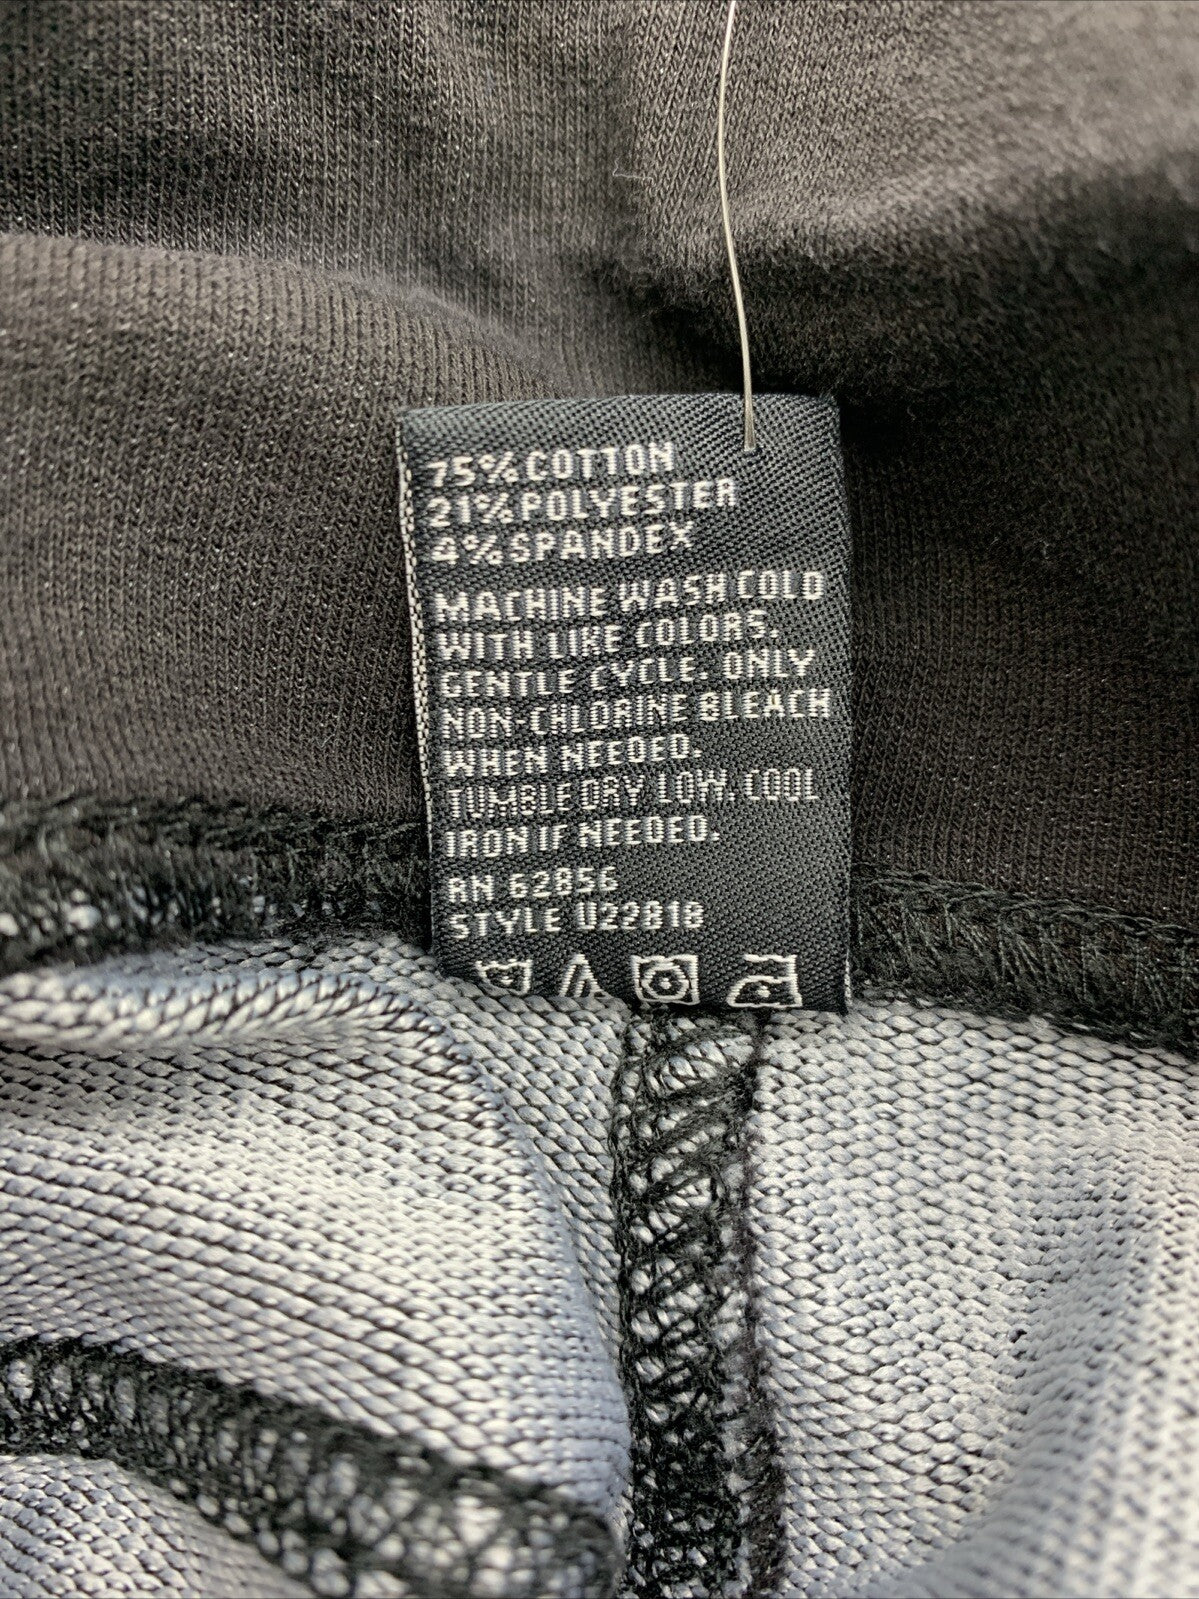 75% COTTON
21% POLYESTER
4% SPANDEX
MACHINE WASH COLD
WITH LIKE COLORS.
GENTLE CYCLE. ONLY
NON-CHLORINE BLEACH
WHEN NEEDED.
TUMBLE DRY LOW. COOL
IRON IF NEEDED.
RN 62856
STYLE U22818